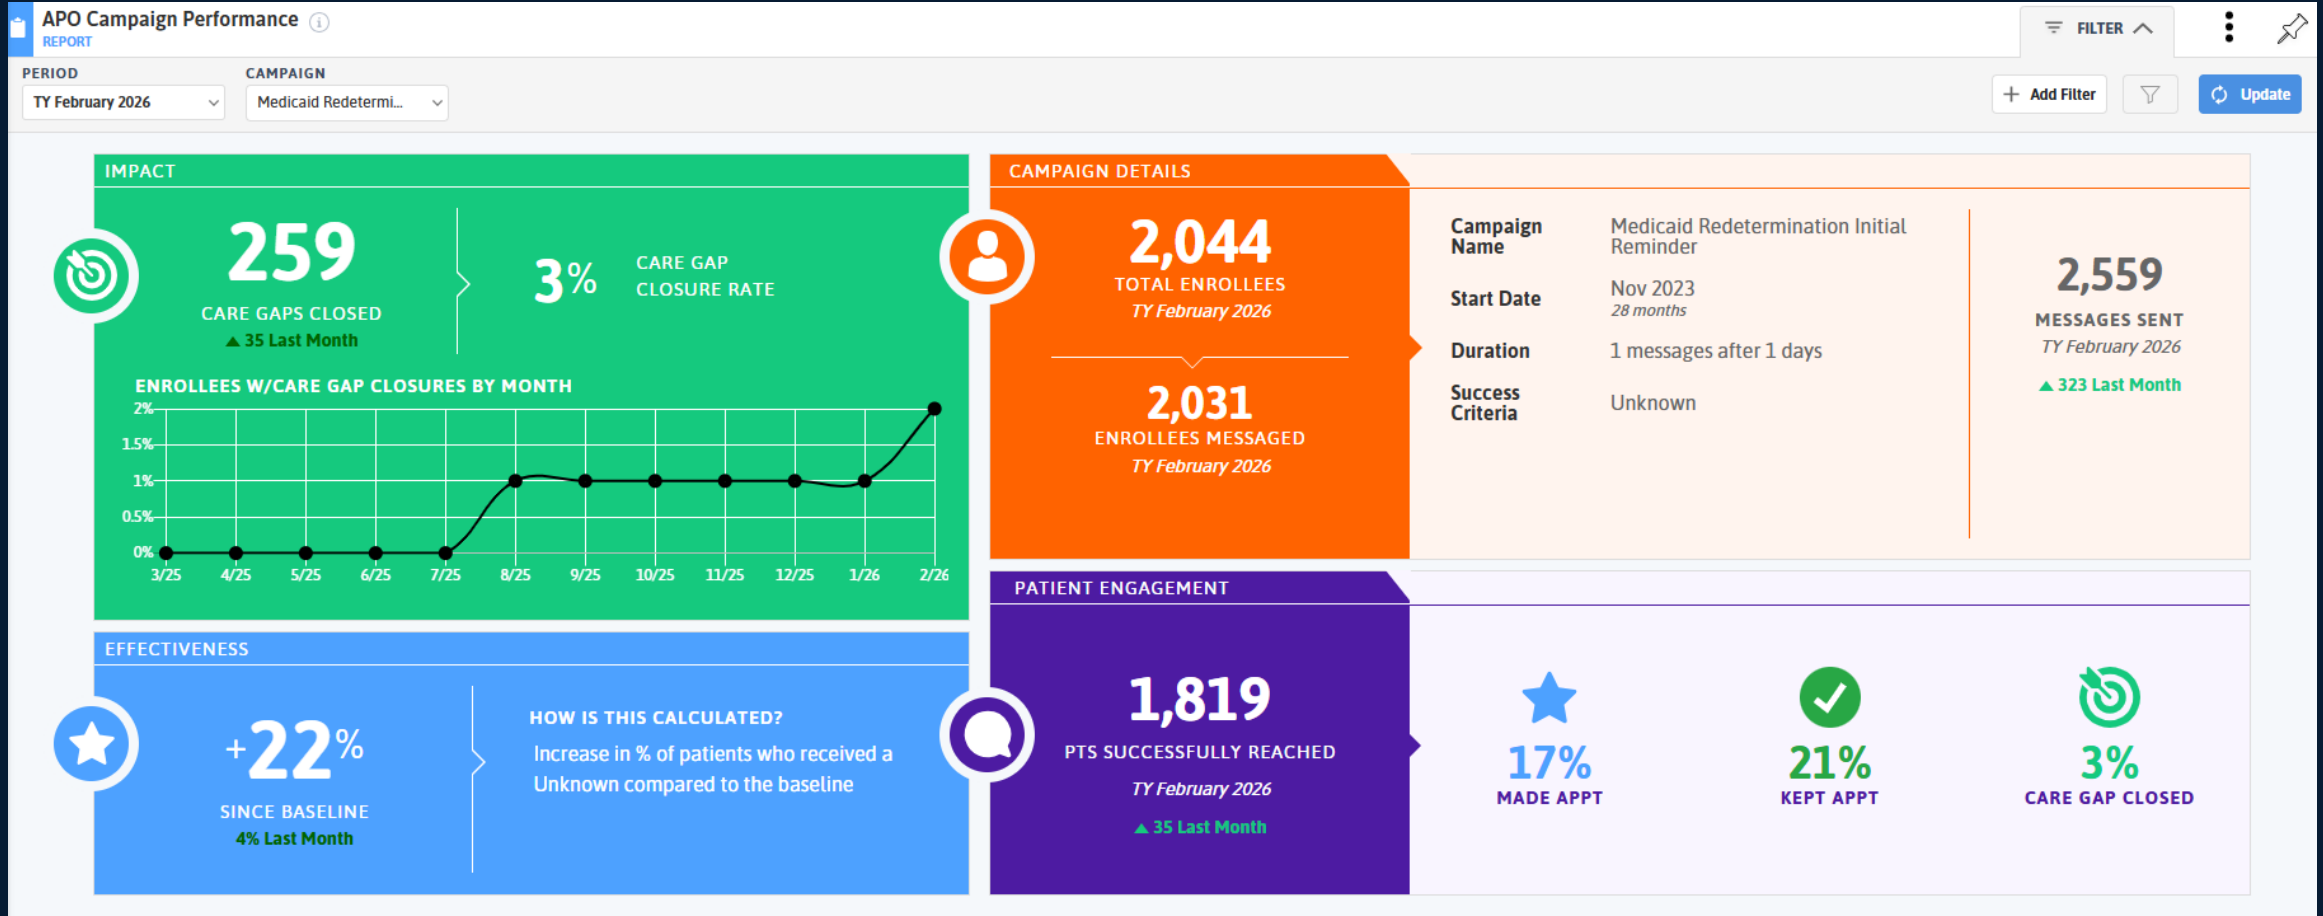 APO Campaign Performance
REPORT
FILTER
PERIOD
CAMPAIGN
TY February 2026
Medicaid Redetermi...
Add Filter
Update
IMPACT
259
CARE GAPS CLOSED
35 Last Month
3%
CARE GAP
CLOSURE RATE
ENROLLEES W/CARE GAP CLOSURES BY MONTH
2%
1.5%
1%
0.5%
0%
3/25 4/25 5/25 6/25 7/25 8/25 9/25 10/25 11/25 12/25 1/26 2/26
EFFECTIVENESS
+22%
SINCE BASELINE
4% Last Month
HOW IS THIS CALCULATED?
Increase in % of patients who received a
Unknown compared to the baseline
CAMPAIGN DETAILS
2,044
TOTAL ENROLLEES
TY February 2026
2,031
ENROLLEES MESSAGED
TY February 2026
Campaign
Name
Medicaid Redetermination Initial
Reminder
Start Date
Nov 2023
28 months
Duration
1 messages after 1 days
Success
Criteria
Unknown
2,559
MESSAGES SENT
TY February 2026
323 Last Month
PATIENT ENGAGEMENT
1,819
PTS SUCCESSFULLY REACHED
TY February 2026
35 Last Month
17%
MADE APPT
21%
KEPT APPT
3%
CARE GAP CLOSED